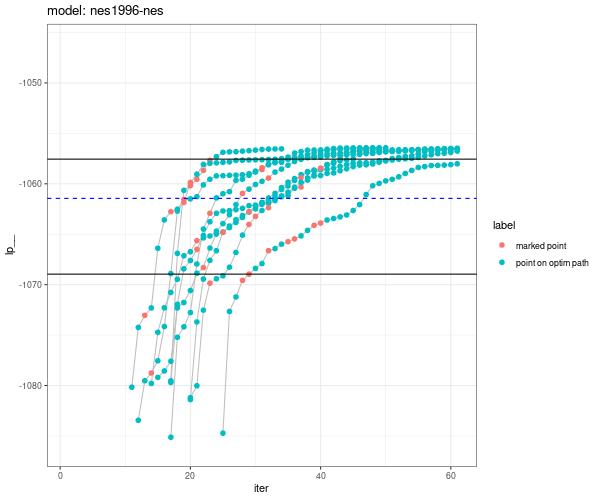 model: nes1996-nes
-1050
-1060
-1070
-1080
lp__
0
20
40
60
iter
label
marked point
point on optim path